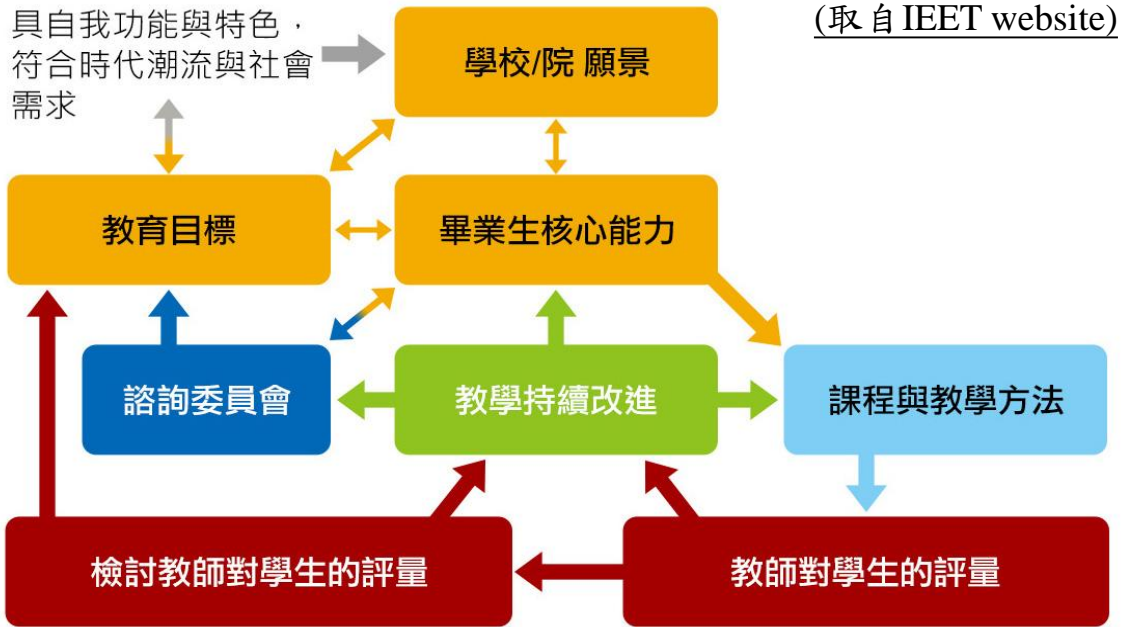 具自我功能與特色，
符合時代潮流與社會
需求
(取自IEET website)
學校/院 願景
教育目標
畢業生核心能力
諮詢委員會
教學持續改進
課程與教學方法
檢討教師對學生的評量
教師對學生的評量